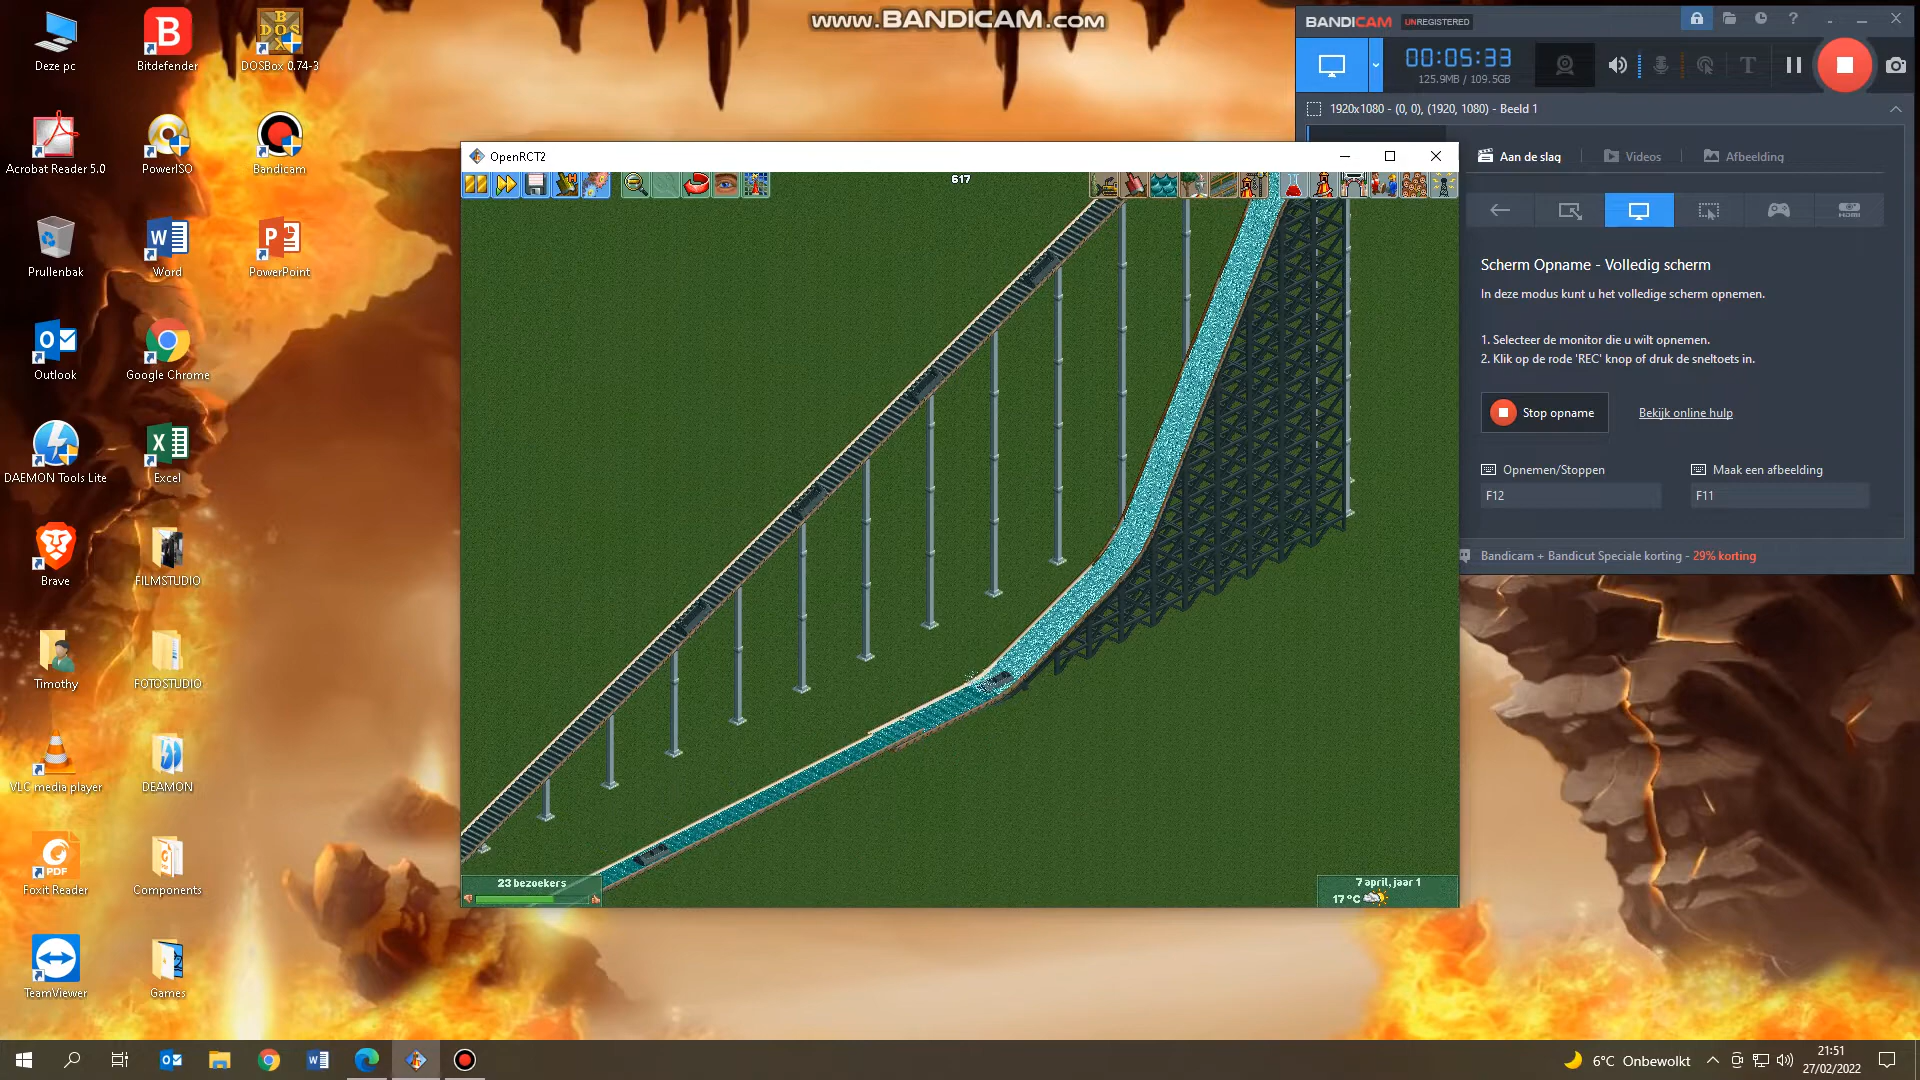 www.BANDICAM.com
Deze pc
Bitdefender
DOSBox 0.74-3
Acrobat Reader 5.0
PowerISO
Bandicam
Prullenbak
Word
PowerPoint
Outlook
Google Chrome
DAEMON Tools Lite
Excel
Brave
FILMSTUDIO
Timothy
FOTOSTUDIO
VLC media player
DEAMON
Foxit Reader
Components
TeamViewer
Games
OpenRCT2
617
23 bezoekers
7 april, jaar 1
17 °C
BANDICAM UNREGISTERED
00:05:33
125.9MB / 109.5GB
1920x1080 - (0, 0), (1920, 1080) - Beeld 1
Aan de slag
Videos
Afbeelding
HDMI
Scherm Opname - Volledig scherm
In deze modus kunt u het volledige scherm opnemen.
1. Selecteer de monitor die u wilt opnemen.
2. Klik op de rode 'REC' knop of druk de sneltoets in.
Stop opname
Bekijk online hulp
Opnemen/Stoppen
Maak een afbeelding
F12
F11
Bandicam + Bandicut Speciale korting - 29% korting
6°C Onbewolkt
21:51
27/02/2022